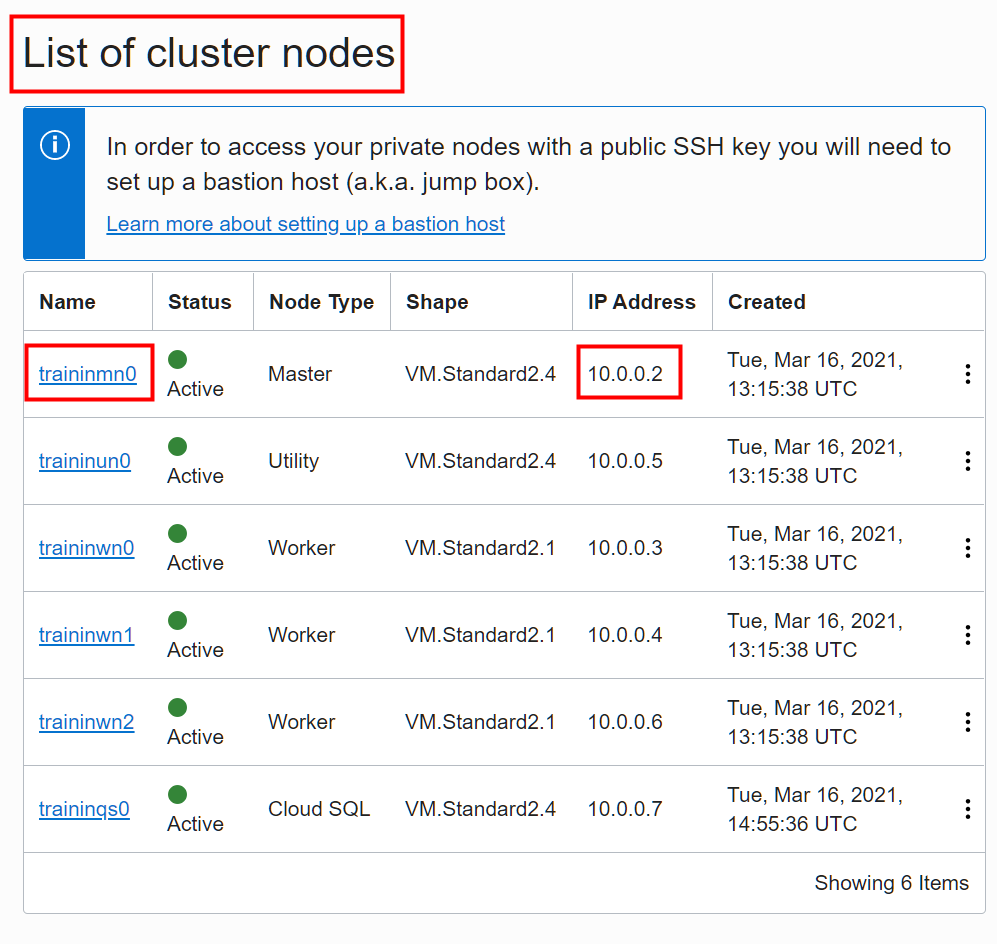 List of cluster nodes
In order to access your private nodes with a public SSH key you will need to
set up a bastion host (a.k.a. jump box).
Learn more about setting up a bastion host
Name Status Node Type Shape IP Address Created
traininmn0 Active Master VM.Standard2.4 10.0.0.2 Tue, Mar 16, 2021,
13:15:38 UTC
traininun0 Active Utility VM.Standard2.4 10.0.0.5 Tue, Mar 16, 2021,
13:15:38 UTC
traininwn0 Active Worker VM.Standard2.1 10.0.0.3 Tue, Mar 16, 2021,
13:15:38 UTC
traininwn1 Active Worker VM.Standard2.1 10.0.0.4 Tue, Mar 16, 2021,
13:15:38 UTC
traininwn2 Active Worker VM.Standard2.1 10.0.0.6 Tue, Mar 16, 2021,
13:15:38 UTC
traininqs0 Active Cloud SQL VM.Standard2.4 10.0.0.7 Tue, Mar 16, 2021,
14:55:36 UTC
Showing 6 Items